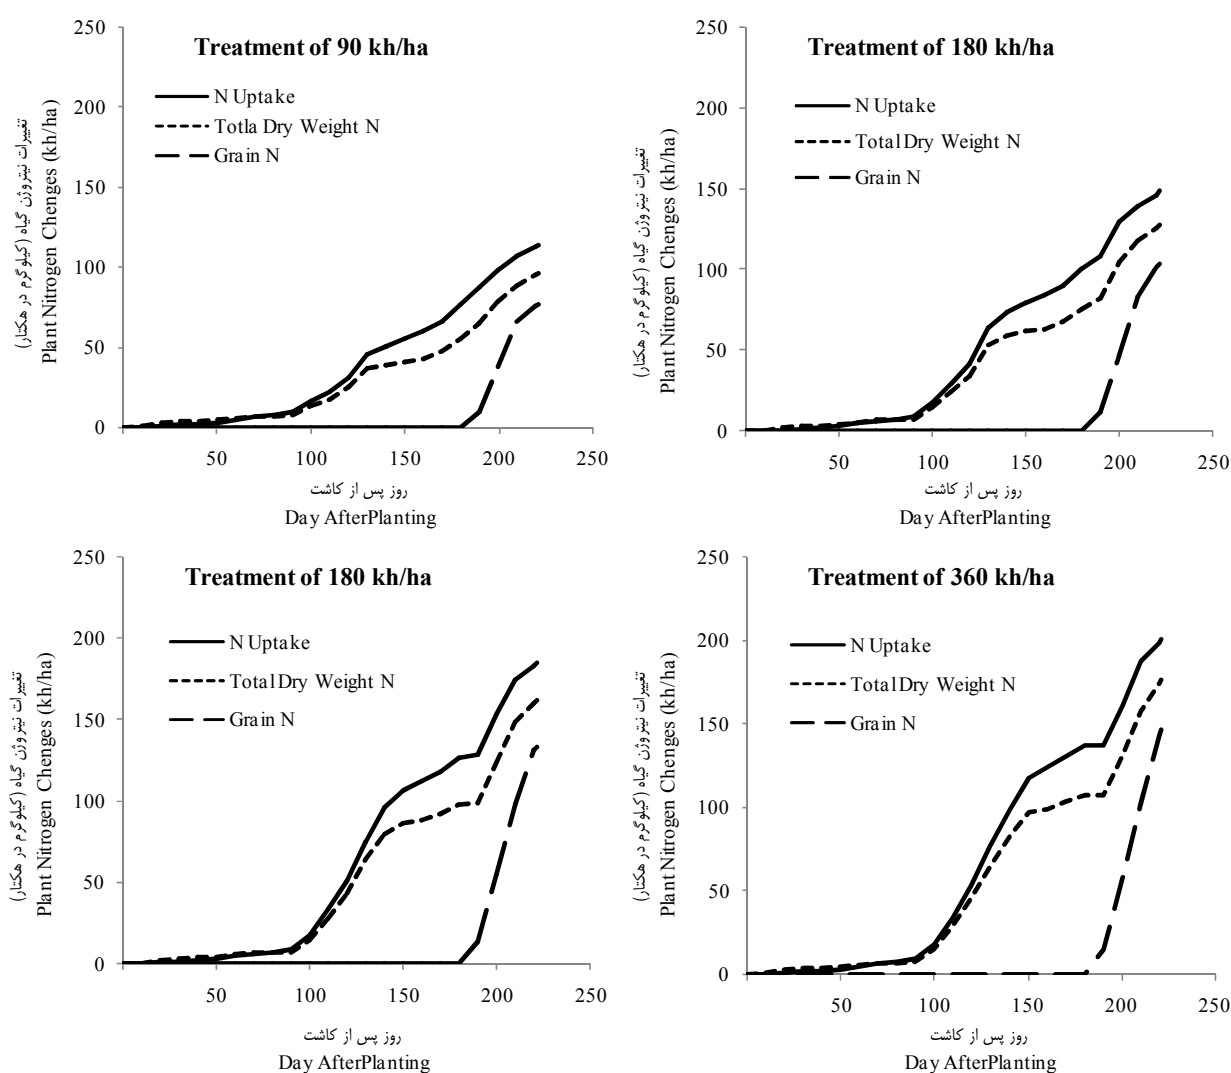 Treatment of 90 kh/ha
N Uptake
Totla Dry Weight N
Grain N
250
200
150
100
50
0
50 100 150 200 250
تغییرات نیتروژن گیاه (کیلوگرم در هکتار)
Plant Nitrogen Chenges (kh/ha)
روز پس از کاشت
Day AfterPlanting
Treatment of 180 kh/ha
N Uptake
Total Dry Weight N
Grain N
250
200
150
100
50
0
50 100 150 200 250
تغییرات نیتروژن گیاه (کیلوگرم در هکتار)
Plant Nitrogen Chenges (kh/ha)
روز پس از کاشت
Day AfterPlanting
Treatment of 180 kh/ha
N Uptake
Total Dry Weight N
Grain N
250
200
150
100
50
0
50 100 150 200 250
تغییرات نیتروژن گیاه (کیلوگرم در هکتار)
Plant Nitrogen Chenges (kh/ha)
روز پس از کاشت
Day AfterPlanting
Treatment of 360 kh/ha
N Uptake
Total Dry Weight N
Grain N
250
200
150
100
50
0
50 100 150 200 250
تغییرات نیتروژن گیاه (کیلوگرم در هکتار)
Plant Nitrogen Chenges (kh/ha)
روز پس از کاشت
Day AfterPlanting